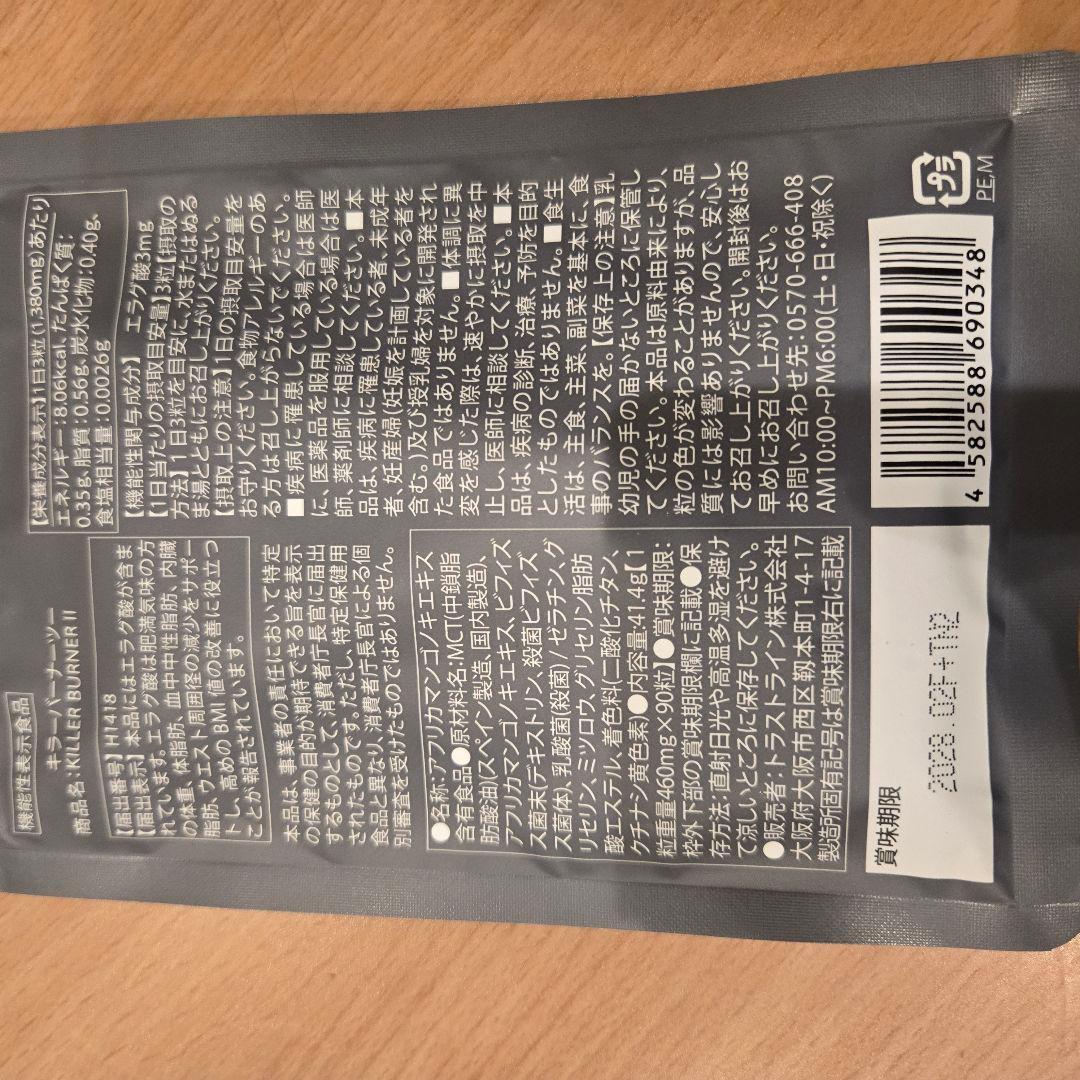 機能性表示食品
キラーバーナーツー
商品名:KILLER BURNER II
【届出番号】H1418
【届出表示】本品にはエラグ酸が含ま
れています。エラグ酸は肥満気味の方
の体重、体脂肪、血中中性脂肪、内臓
脂肪、ウエスト周囲径の減少をサポー
トし、高めのBMI値の改善に役立つ
ことが報告されています。
本品は、事業者の責任において特定
の保健の目的が期待できる旨を表示
するものとして、消費者庁長官に届出
されたものです。ただし、特定保健用
食品と異なり、消費者庁長官による個
別審査を受けたものではありません。
【栄養成分表示】1日3粒(1,380mg)あたり
エネルギー:8.06kcal、たんぱく質:
0.35g、脂質:0.56g、炭水化物:0.40g、
食塩相当量:0.0026g
【機能性関与成分】 エラグ酸3mg
【1日当たりの摂取目安量】3粒【摂取の
方法】1日3粒を目安に、水またはぬる
ま湯とともにお召し上がりください。
【摂取上の注意】1日の摂取目安量を
お守りください。食物アレルギーのあ
る方は召し上がらないでください。
■疾病に罹患している場合は医師
に、医薬品を服用している場合は医
師、薬剤師に相談してください。■本
品は、疾病に罹患している者、未成年
者、妊産婦(妊娠を計画している者を
含む。)及び授乳婦を対象に開発され
た食品ではありません。■体調に異
変を感じた際は、速やかに摂取を中
止し、医師に相談してください。■本
品は、疾病の診断、治療、予防を目的
としたものではありません。■食生
活は、主食、主菜、副菜を基本に、食
事のバランスを。【保存上の注意】乳
幼児の手の届かないところに保管し
てください。本品は原料由来により、
粒の色が変わることがありますが、品
質には影響ありませんので、安心し
てお召し上がりください。開封後はお
早めにお召し上がりください。
お問い合わせ先:0570-666-408
AM10:00~PM6:00(土・日・祝除く)
●名称:アフリカマンゴノキエキス
含有食品●原材料名:MCT(中鎖脂
肪酸油)(スペイン製造、国内製造)、
アフリカマンゴノキエキス、ビフィズ
ス菌末(デキストリン、殺菌ビフィズ
ス菌体)、乳酸菌(殺菌)/ゼラチン、グ
リセリン、ミツロウ、グリセリン脂肪
酸エステル、着色料(二酸化チタン、
クチナシ黄色素)●内容量:41.4g【1
粒重量460mg×90粒】●賞味期限:
枠外下部の賞味期限欄に記載●保
存方法:直射日光や高温多湿を避け
て涼しいところに保存してください。
●販売者:トラストライン株式会社
大阪府大阪市西区靱本町1-4-17
製造所固有記号は賞味期限右に記載
賞味期限
2028.02F+TM2
4 582588 690348
プラ
PE,M